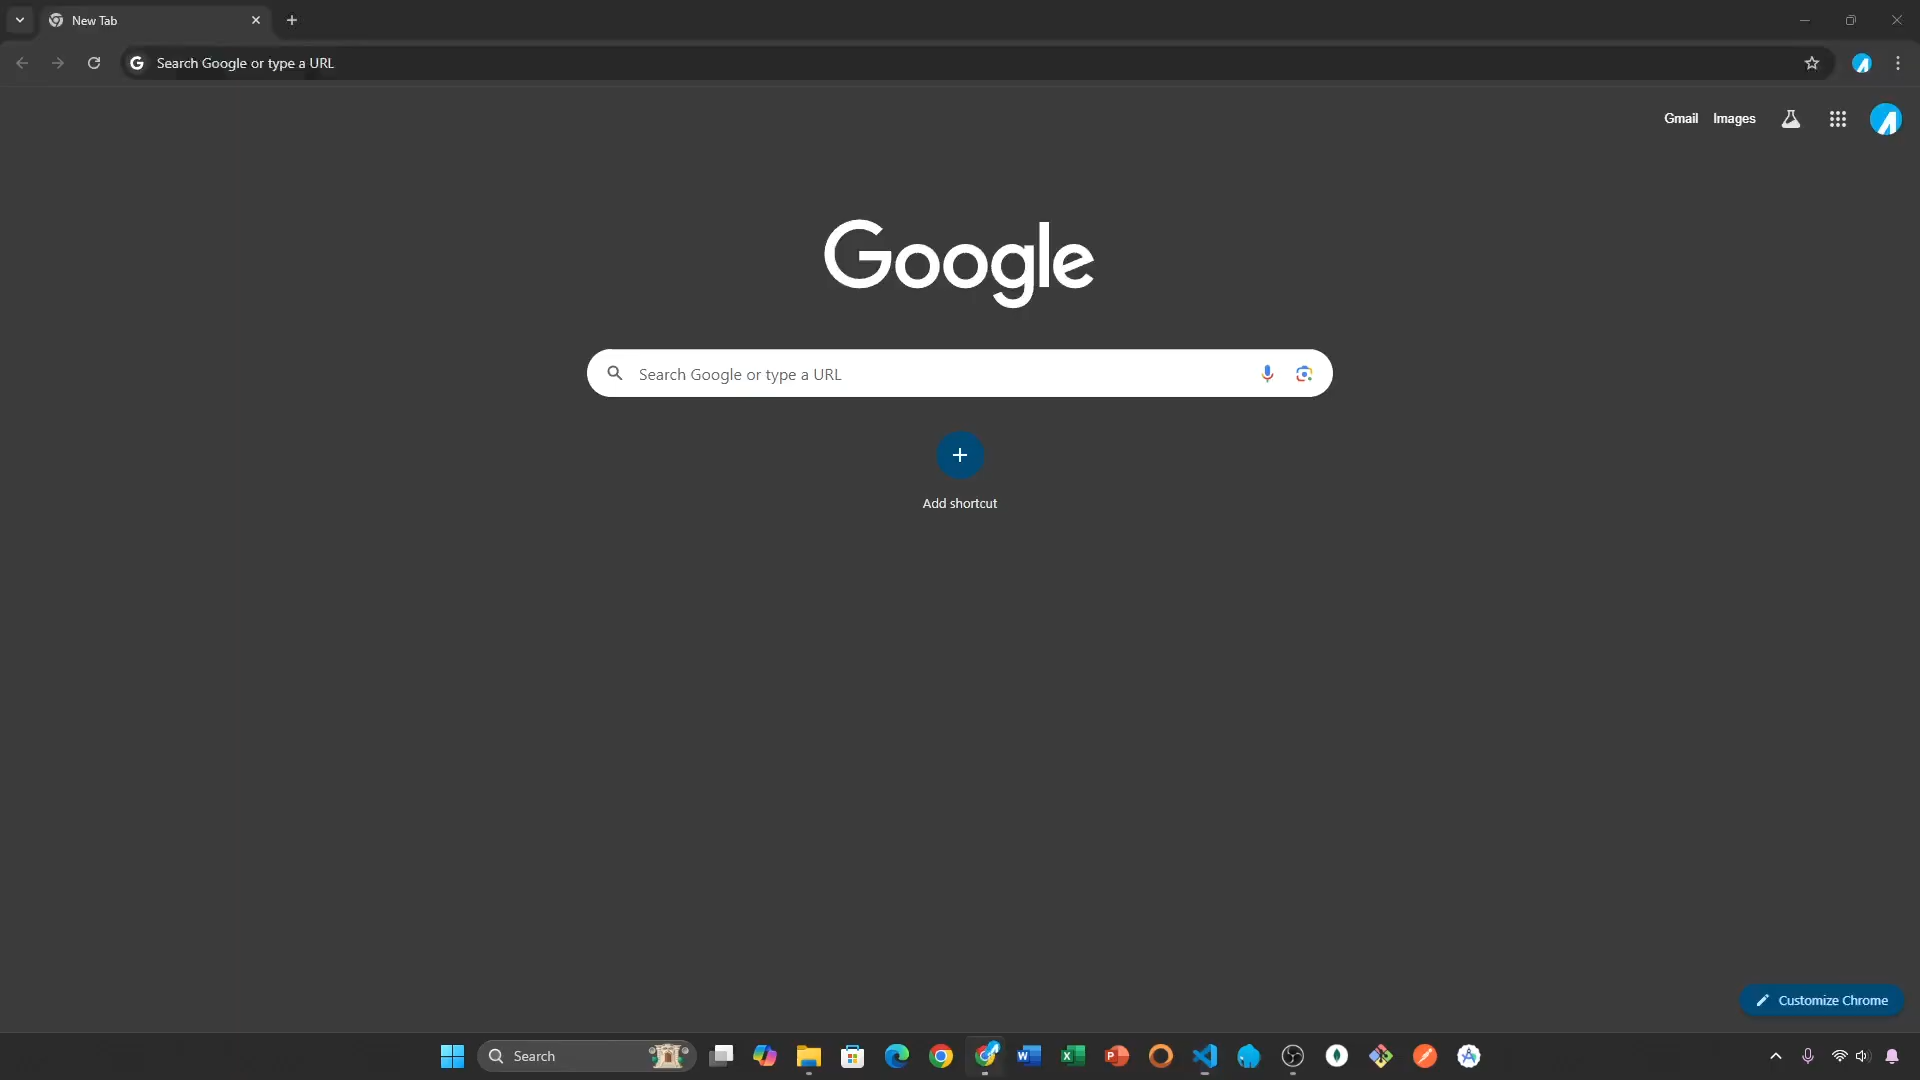 New Tab
Search Google or type a URL
Gmail Images
Google
Search Google or type a URL
Add shortcut
Customize Chrome
Search